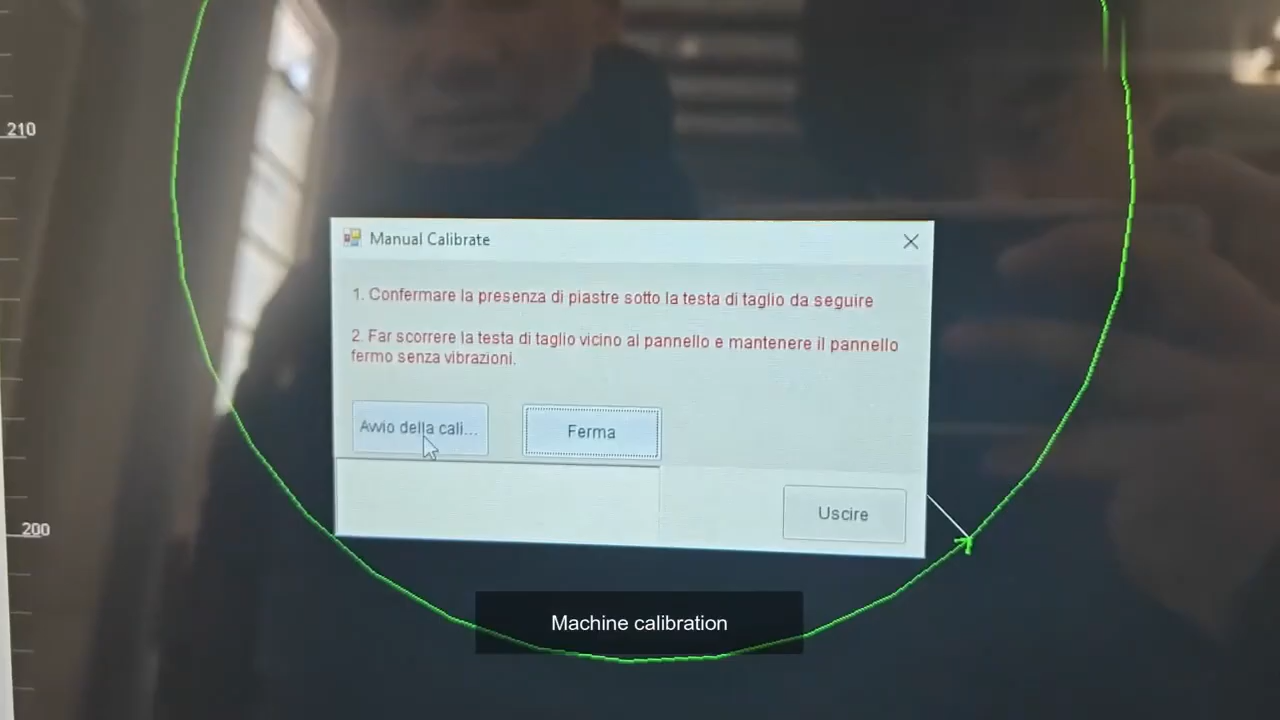 210
Manual Calibrate
1. Confermare la presenza di piastre sotto la testa di taglio da seguire
2. Far scorrere la testa di taglio vicino al pannello e mantenere il pannello
fermo senza vibrazioni.
Avvio della cali...
Ferma
Uscire
200
Machine calibration